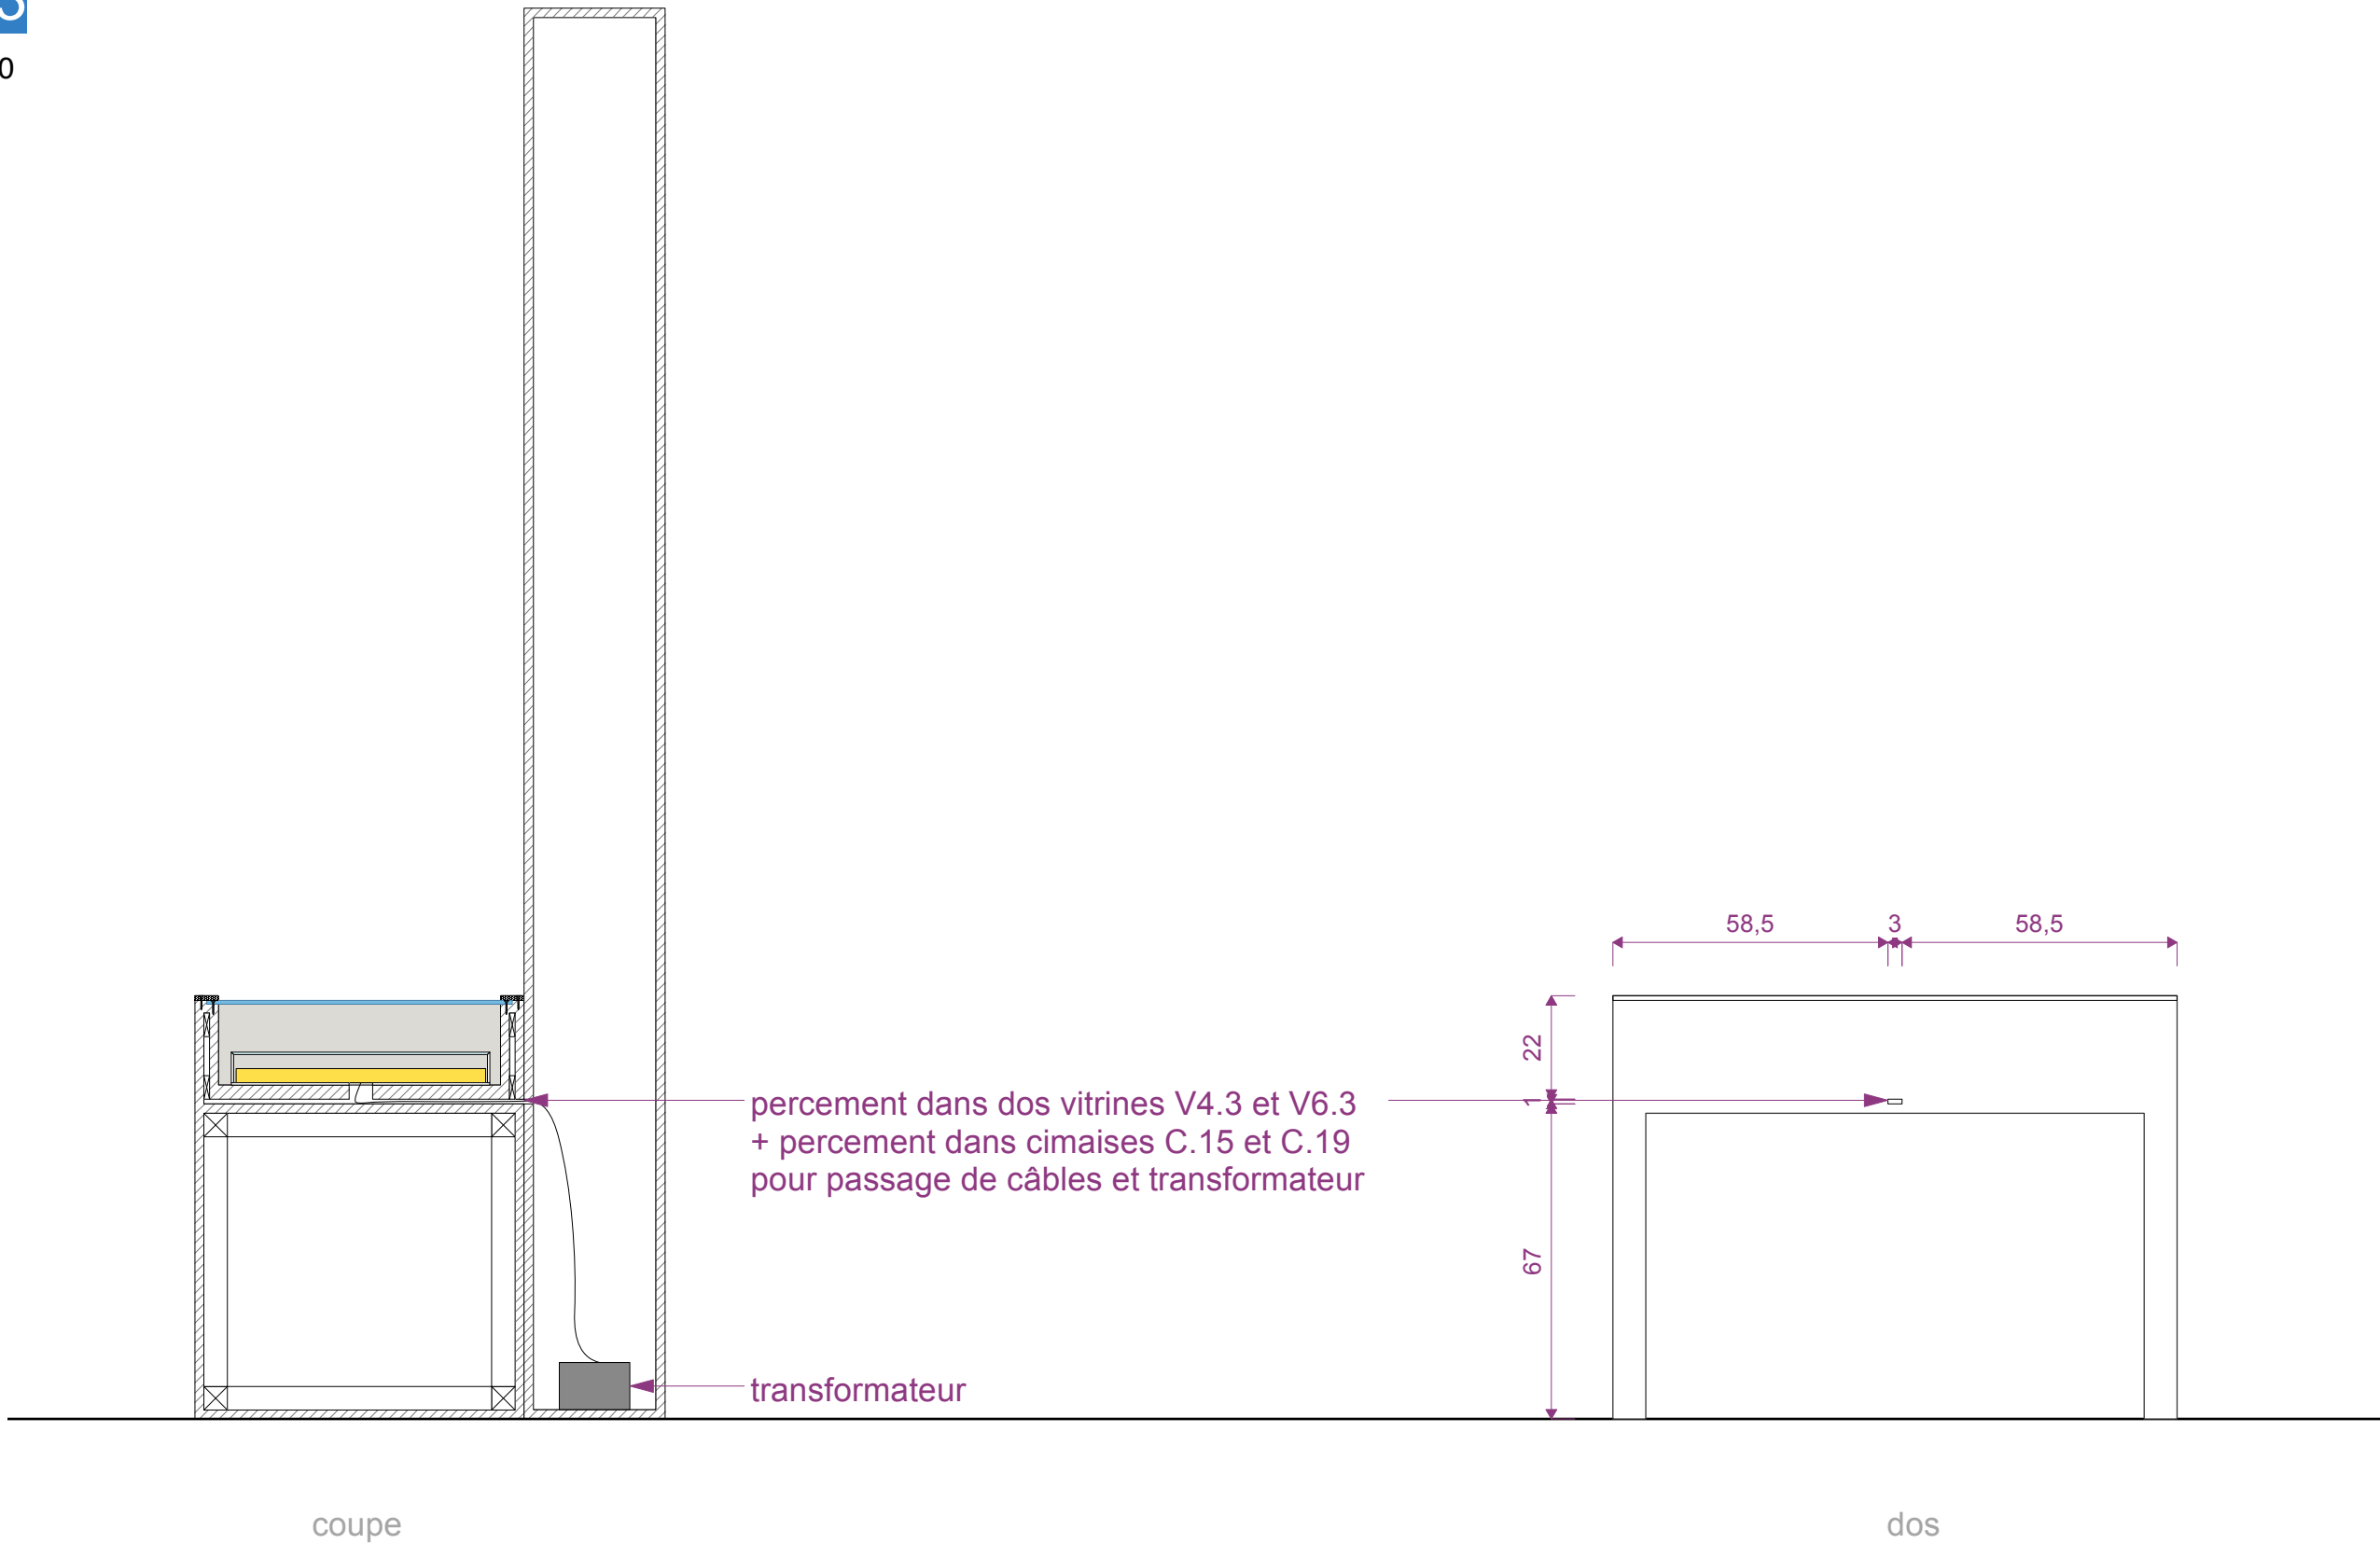 0
58,5
3
58,5
22
1
67
percement dans dos vitrines V4.3 et V6.3
+ percement dans cimaises C.15 et C.19
pour passage de câbles et transformateur
transformateur
coupe
dos